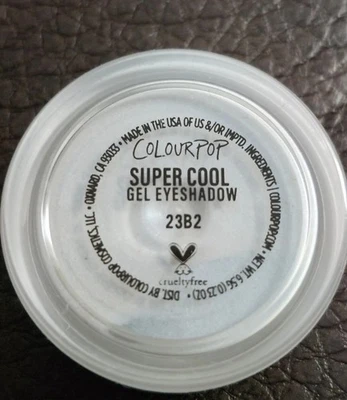 COLOURPOP
SUPER COOL
GEL EYESHADOW
23B2
crueltyfree
• MADE IN THE USA OF US &/OR IMPTD. INGREDIENTS | COLOURPOP.COM • NET WT 6.5G (0.23 OZ) • DIST. BY COLOURPOP COSMETICS, LLC • OXNARD, CA 93033